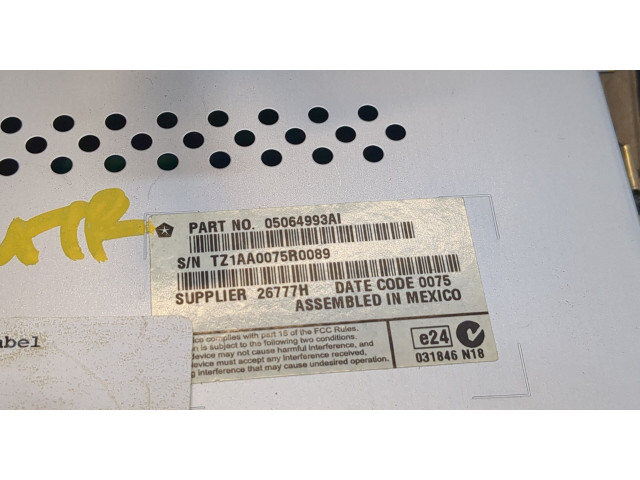 PART NO. 05064993AI
S/N TZ1AA0075R0089
SUPPLIER 26777H DATE CODE 0075
ASSEMBLED IN MEXICO
ice complies with part 15 of the FCC Rules.
n is subject to the following two conditions.
device may not cause harmful interference, and
device must accept any interference received,
g interference that may cause undesired operation.
e24
031846 N18
abel